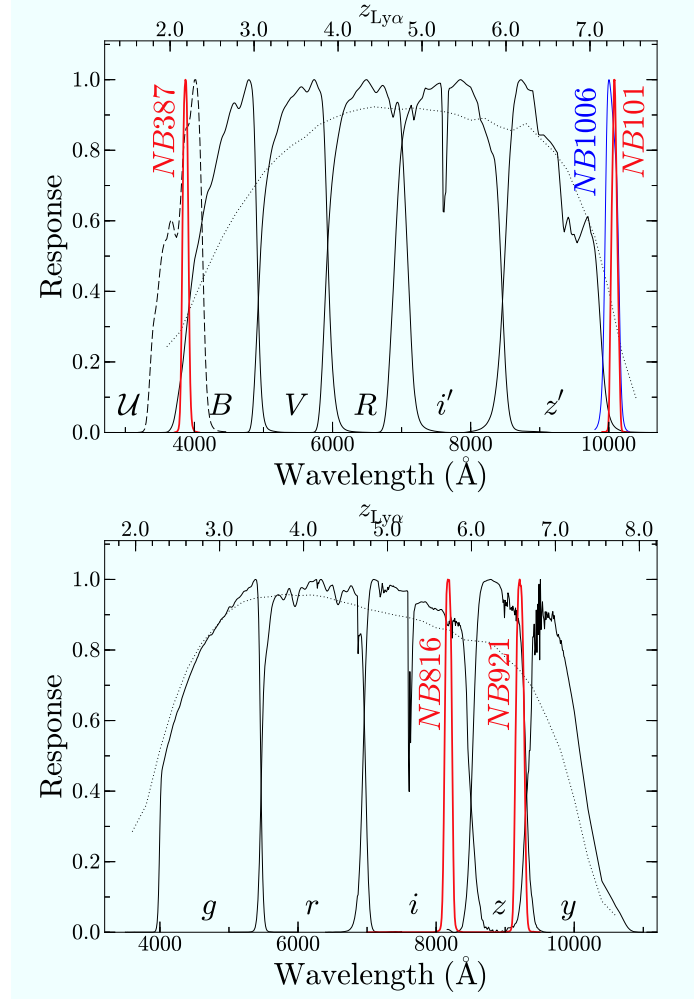 z_Lyα
2.0 3.0 4.0 5.0 6.0 7.0
1.0
0.8
0.6
0.4
0.2
0.0
Response
NB387
NB1006
NB101
U B V R i′ z′
4000 6000 8000 10000
Wavelength (Å)
z_Lyα
2.0 3.0 4.0 5.0 6.0 7.0 8.0
1.0
0.8
0.6
0.4
0.2
0.0
Response
NB816
NB921
g r i z y
4000 6000 8000 10000
Wavelength (Å)